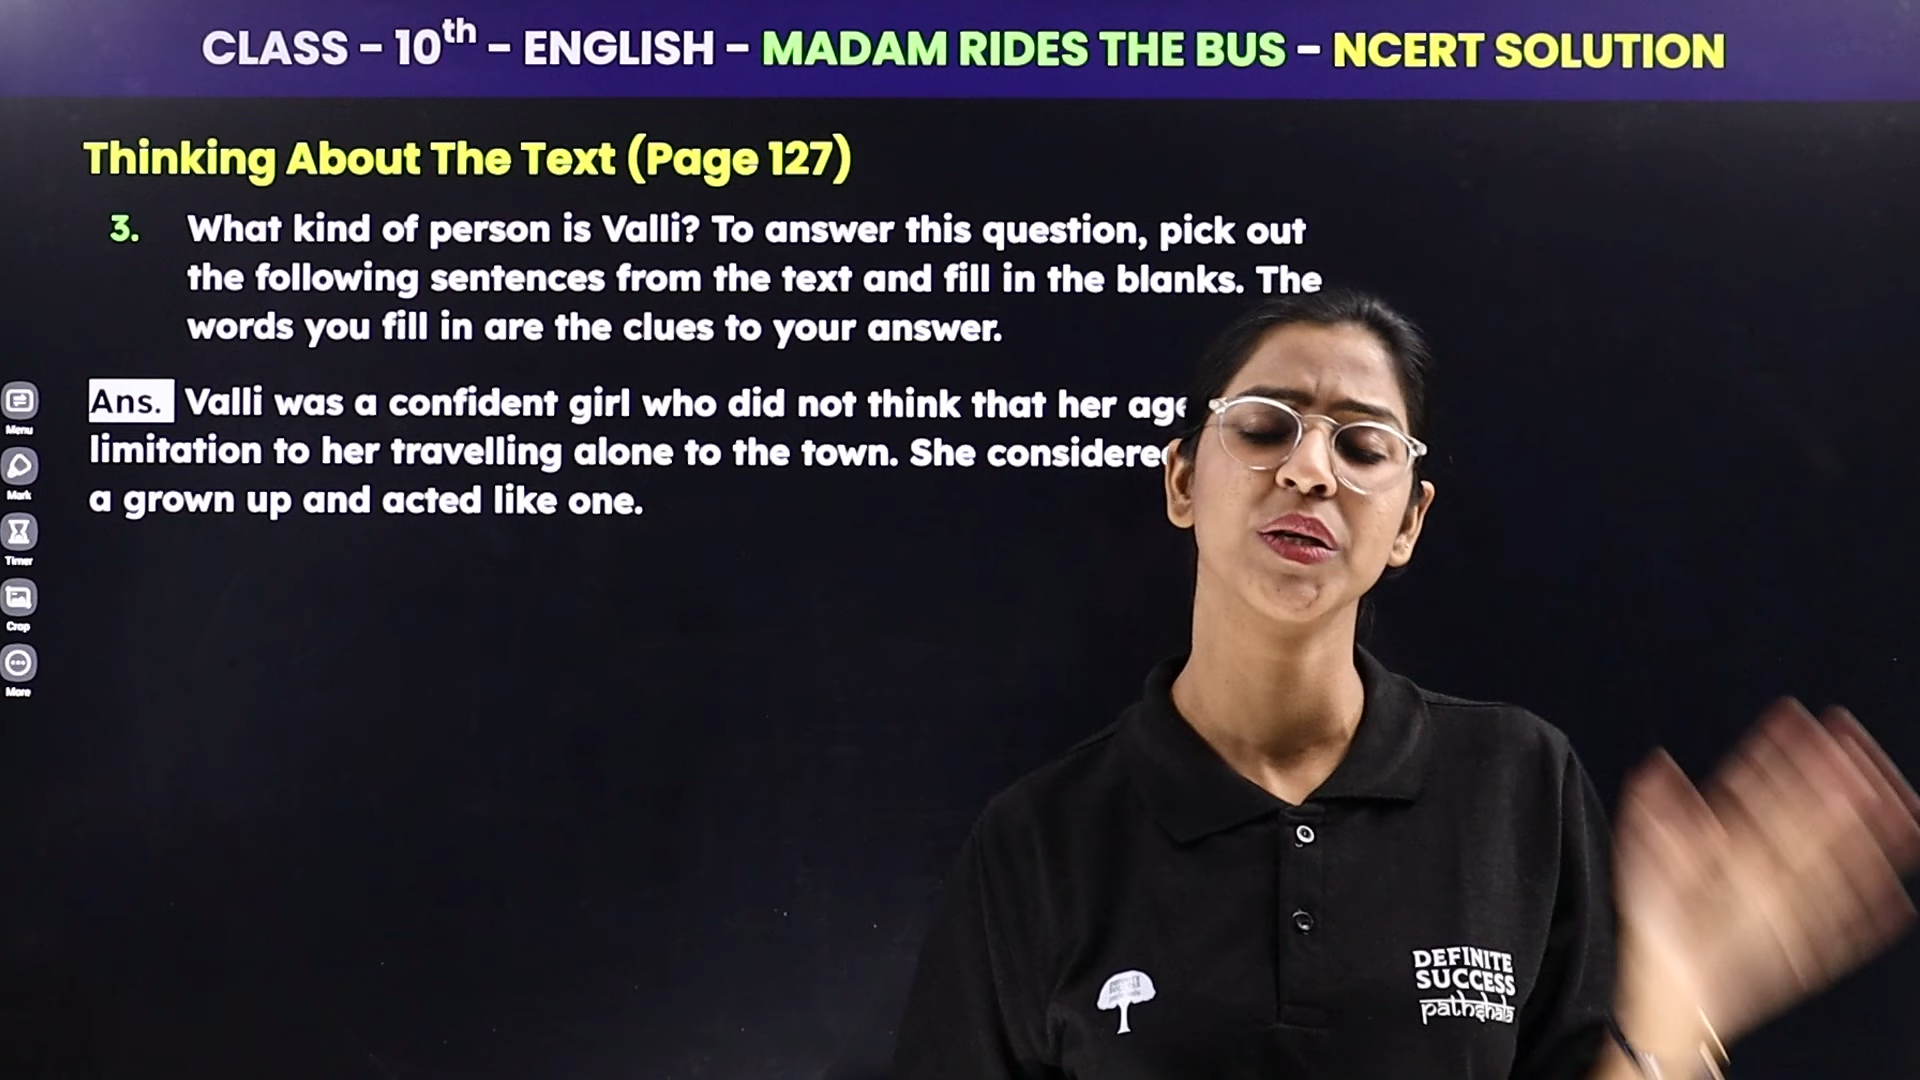 CLASS – 10th – ENGLISH – MADAM RIDES THE BUS – NCERT SOLUTION
Thinking About The Text (Page 127)
3. What kind of person is Valli? To answer this question, pick out
the following sentences from the text and fill in the blanks. The
words you fill in are the clues to your answer.
Ans. Valli was a confident girl who did not think that her age
limitation to her travelling alone to the town. She considered
a grown up and acted like one.
Menu
Mark
Timer
Crop
More
DEFINITE
SUCCESS
pathshala